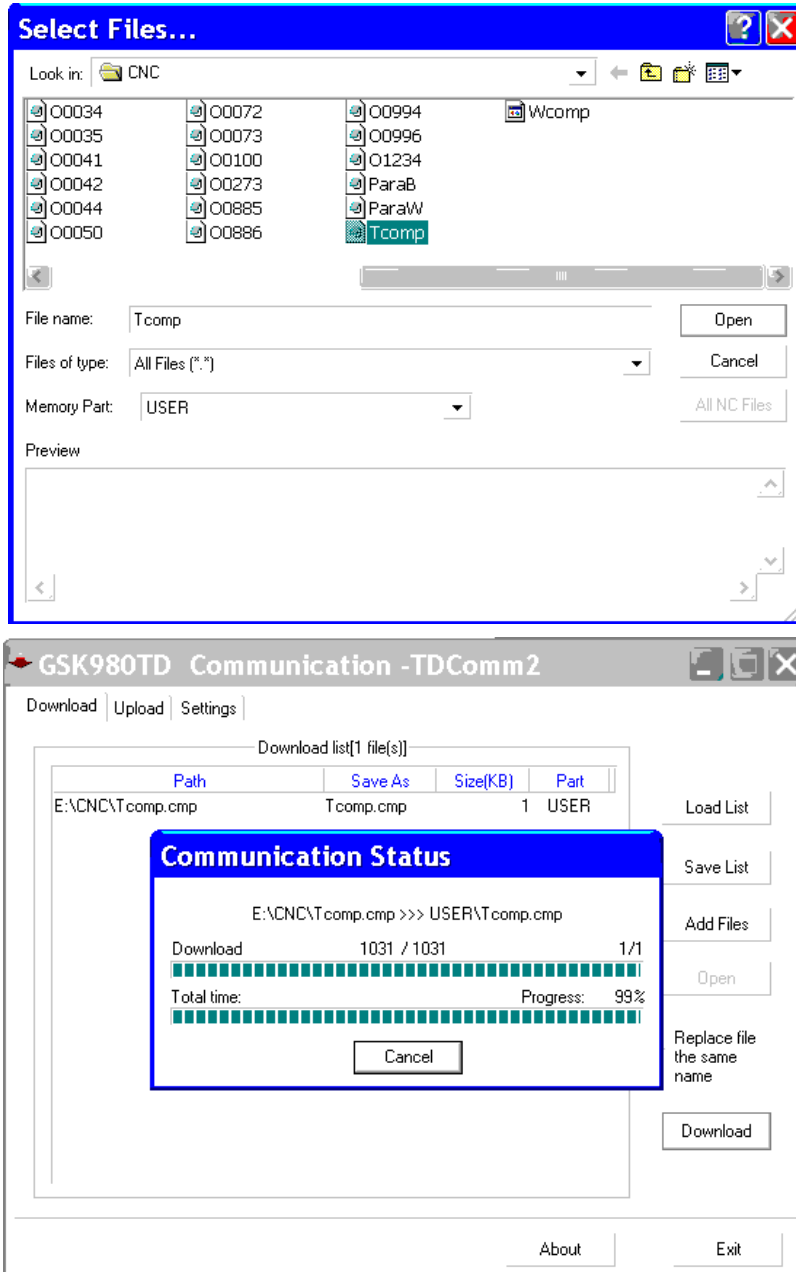 Select Files...
Look in: CNC
O0034 O0072 O0994 Wcomp
O0035 O0073 O0996
O0041 O0100 O1234
O0042 O0273 ParaB
O0044 O0885 ParaW
O0050 O0886 Tcomp
File name: Tcomp Open
Files of type: All Files (*.*) Cancel
Memory Part: USER All NC Files
Preview
GSK980TD Communication -TDComm2
Download Upload Settings
Download list[1 file(s)]
Path Save As Size(KB) Part
E:\CNC\Tcomp.cmp Tcomp.cmp 1 USER
Load List
Communication Status
Save List
E:\CNC\Tcomp.cmp >>> USER\Tcomp.cmp
Add Files
Download 1031 / 1031 1/1
Open
Total time: Progress: 99%
Replace file
the same
name
Cancel
Download
About Exit